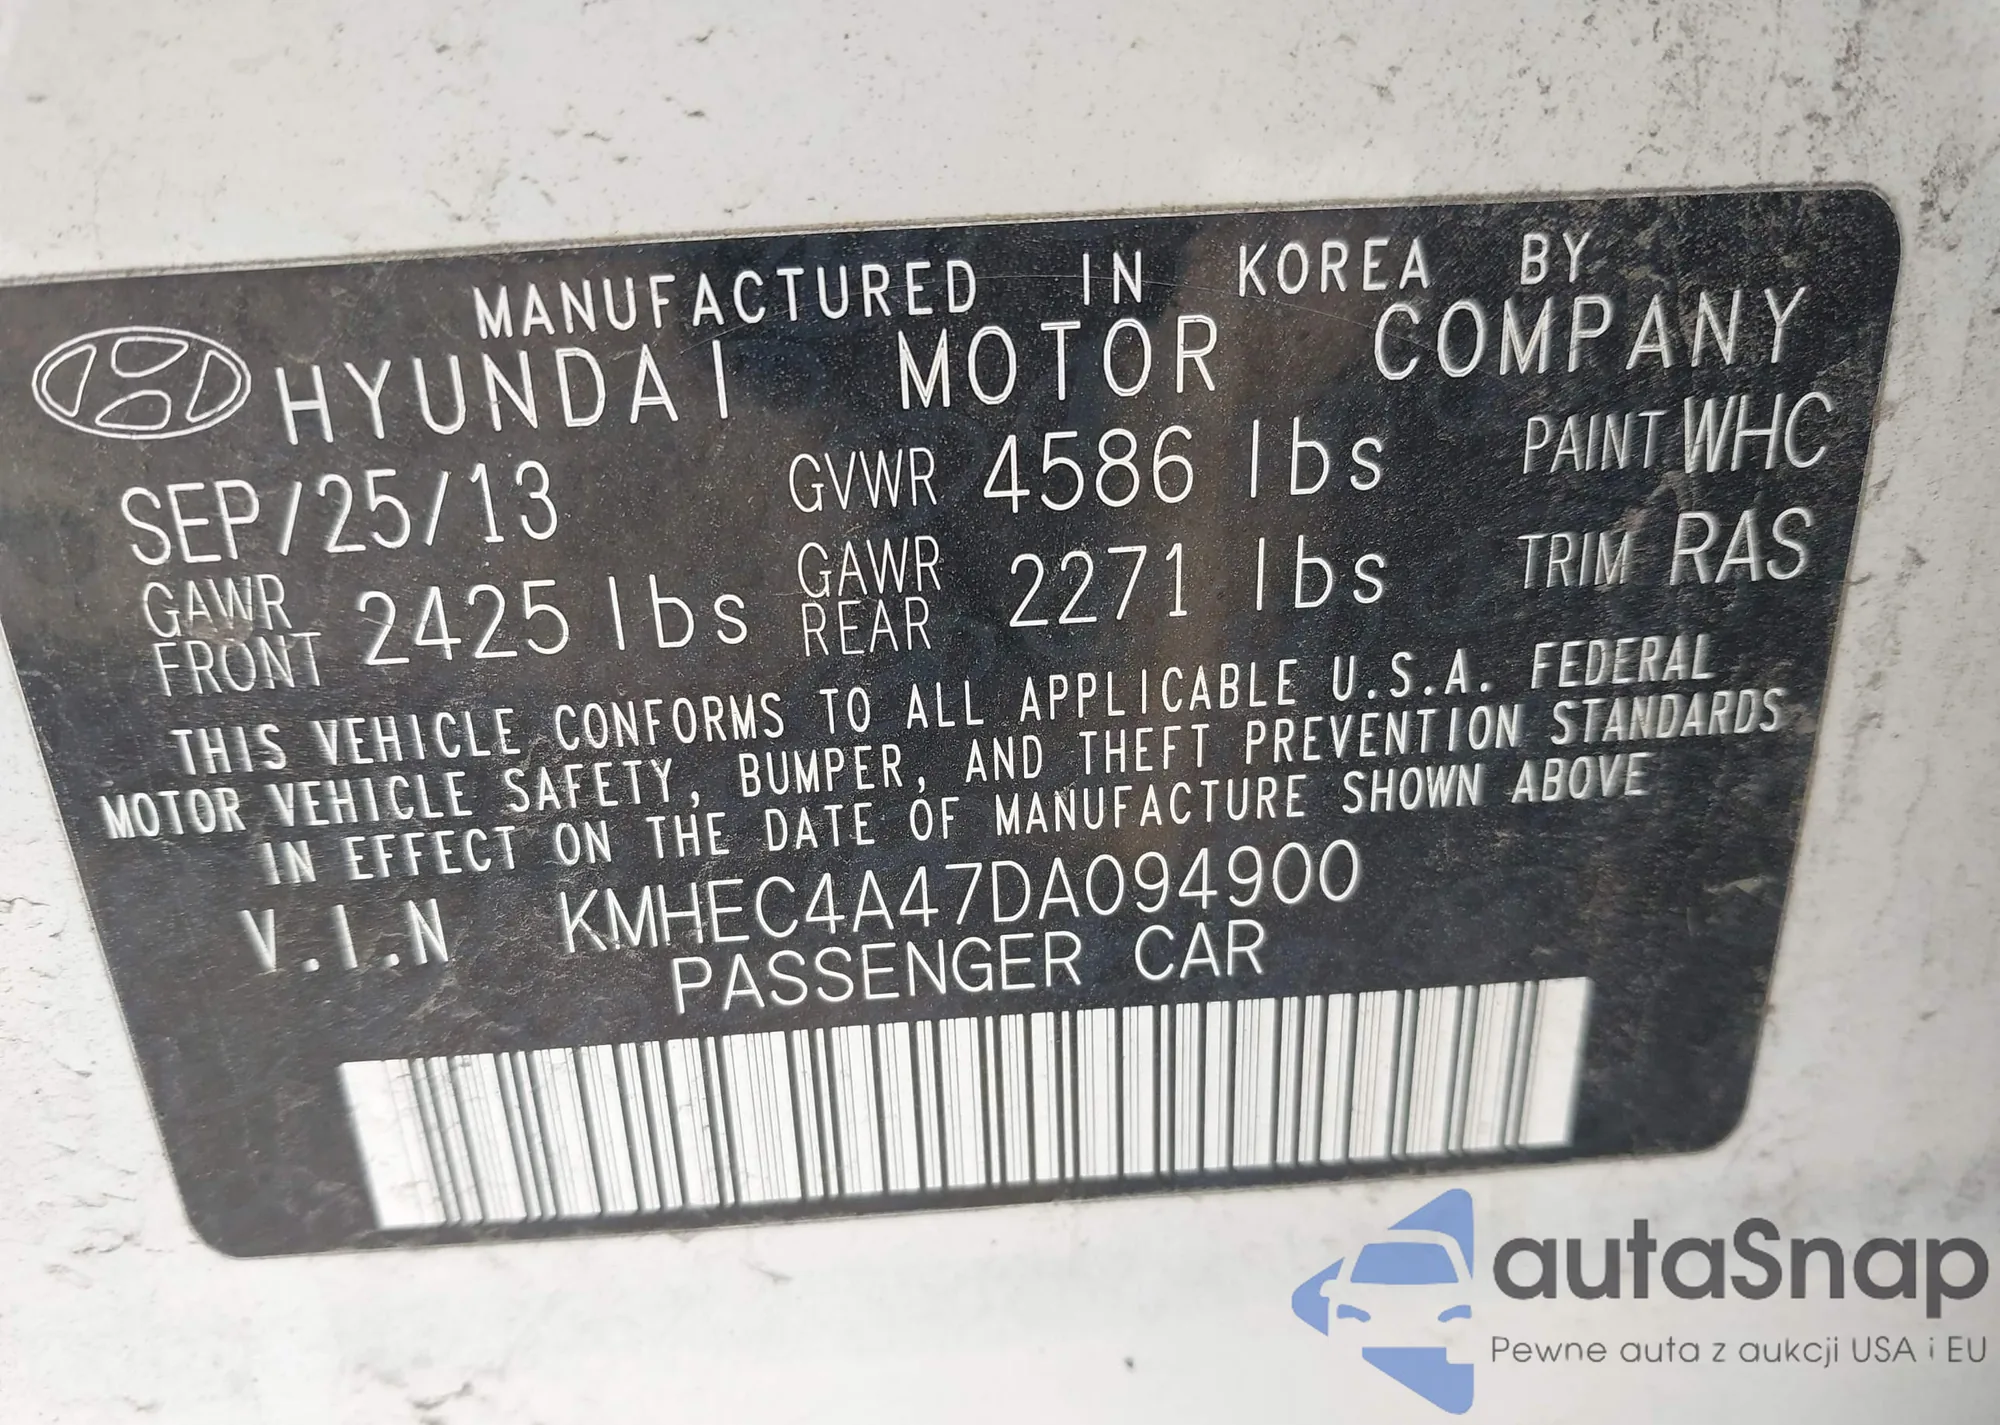 MANUFACTURED IN KOREA BY
HYUNDAI MOTOR COMPANY
SEP/25/13 GVWR 4586 lbs PAINT WHC
GAWR FRONT 2425 lbs GAWR REAR 2271 lbs TRIM RAS
THIS VEHICLE CONFORMS TO ALL APPLICABLE U.S.A. FEDERAL
MOTOR VEHICLE SAFETY, BUMPER, AND THEFT PREVENTION STANDARDS
IN EFFECT ON THE DATE OF MANUFACTURE SHOWN ABOVE
V.I.N KMHEC4A47DA094900
PASSENGER CAR
autaSnap
Pewne auta z aukcji USA i EU